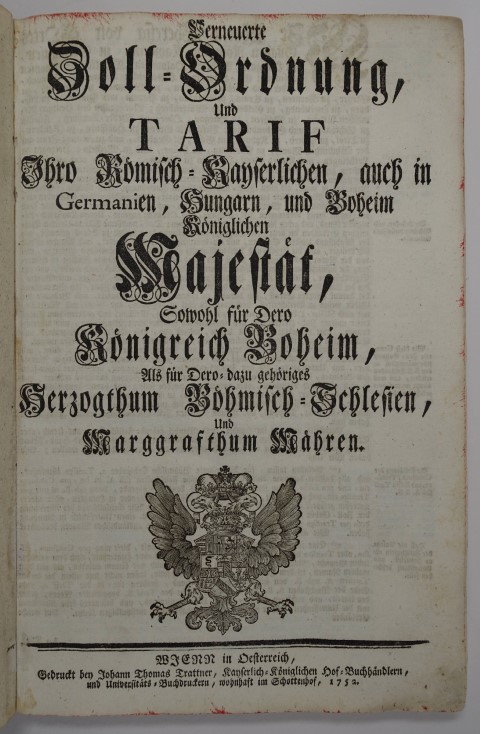 Verneuerte
Zoll-Ordnung,
Und
TARIF
Ihro Römisch-Kayserlichen, auch in
Germanien, Hungarn, und Boheim
Königlichen
Majestät,
Sowohl für Dero
Königreich Boheim,
Als für Dero-dazu gehöriges
Herzogthum Böhmisch-Schlesien,
Und
Marggrafthum Mähren.
WIENN in Oesterreich,
Gedruckt bey Johann Thomas Trattner, Kayserlich-Königlichen Hof-Buchhändlern,
und Universitäts-Buchdruckern, wohnhaft im Schottenhof, 1752.